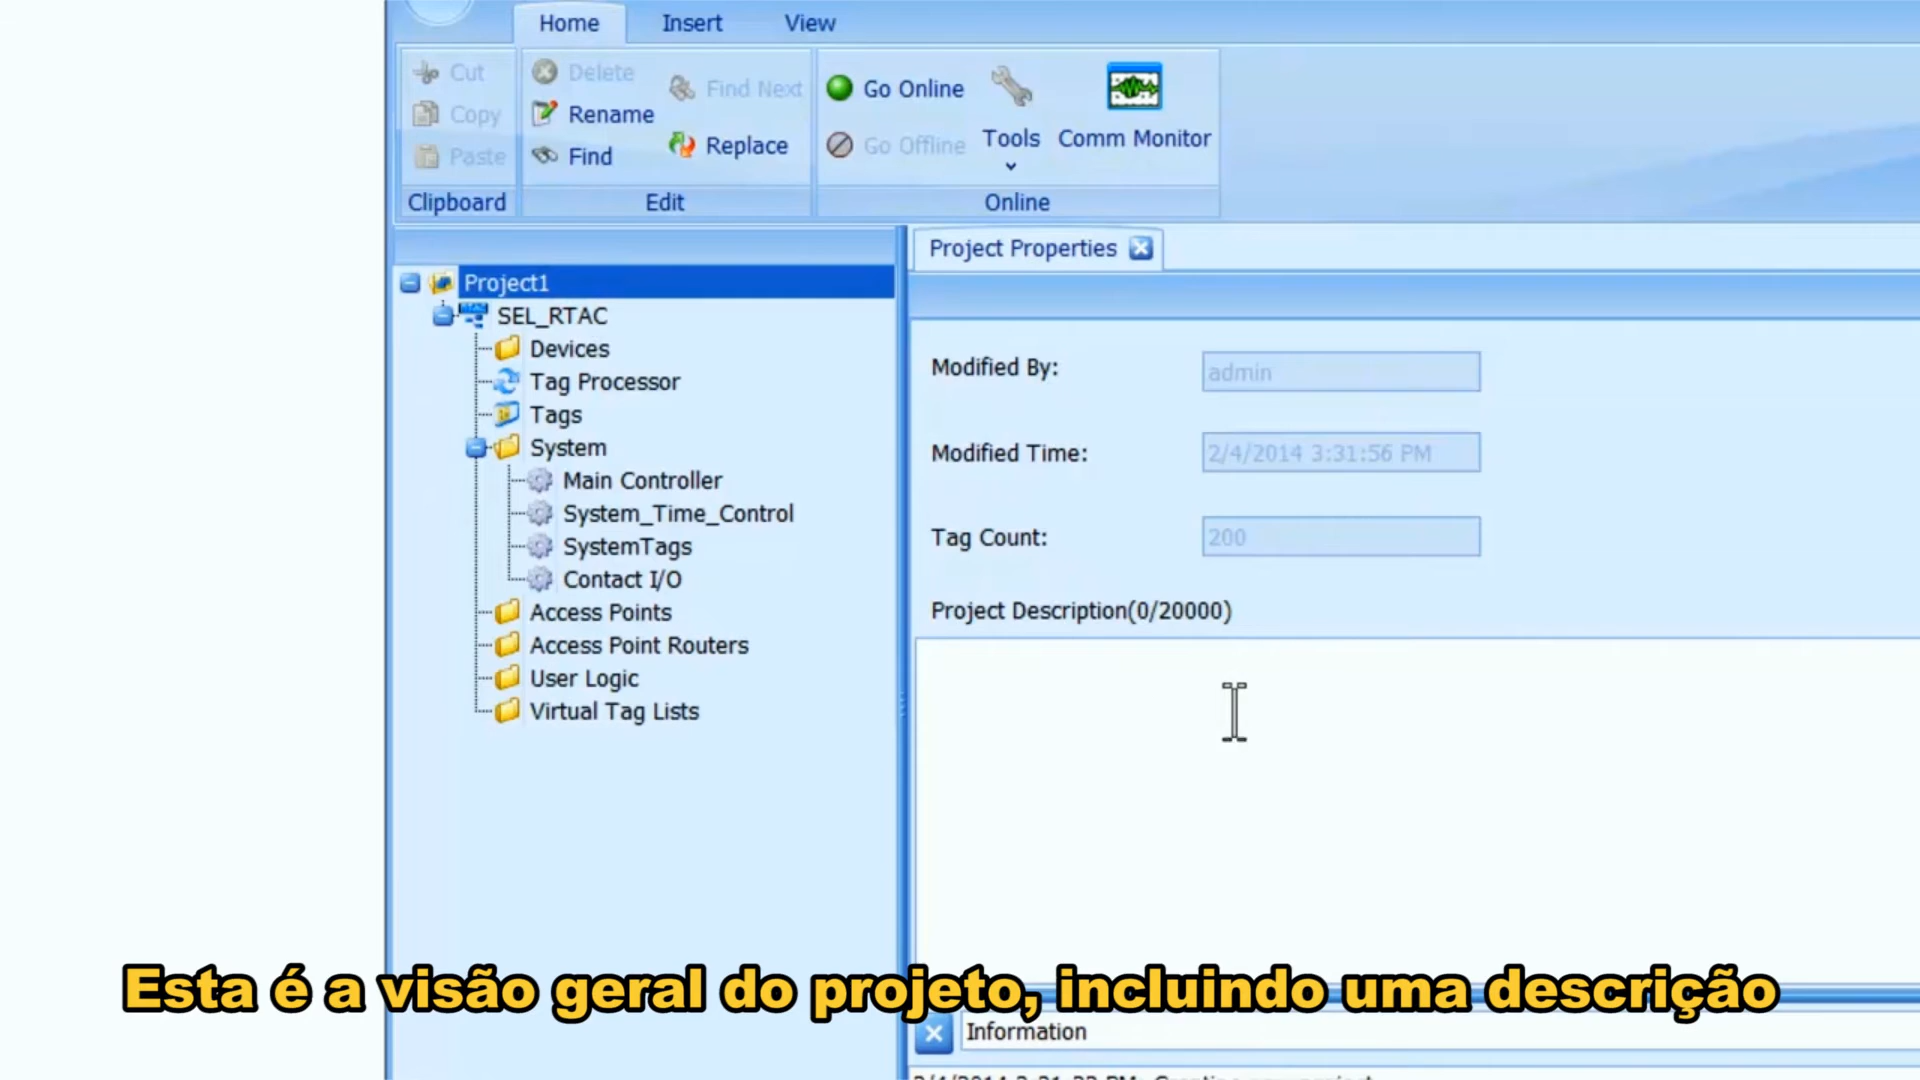 Home Insert View
Cut
Copy
Paste
Clipboard
Delete
Rename
Find
Find Next
Replace
Edit
Go Online
Go Offline
Tools
Comm Monitor
Online
Project1
SEL_RTAC
Devices
Tag Processor
Tags
System
Main Controller
System_Time_Control
SystemTags
Contact I/O
Access Points
Access Point Routers
User Logic
Virtual Tag Lists
Project Properties
Modified By: admin
Modified Time: 2/4/2014 3:31:56 PM
Tag Count: 200
Project Description(0/20000)
Esta é a visão geral do projeto, incluindo uma descrição
Information